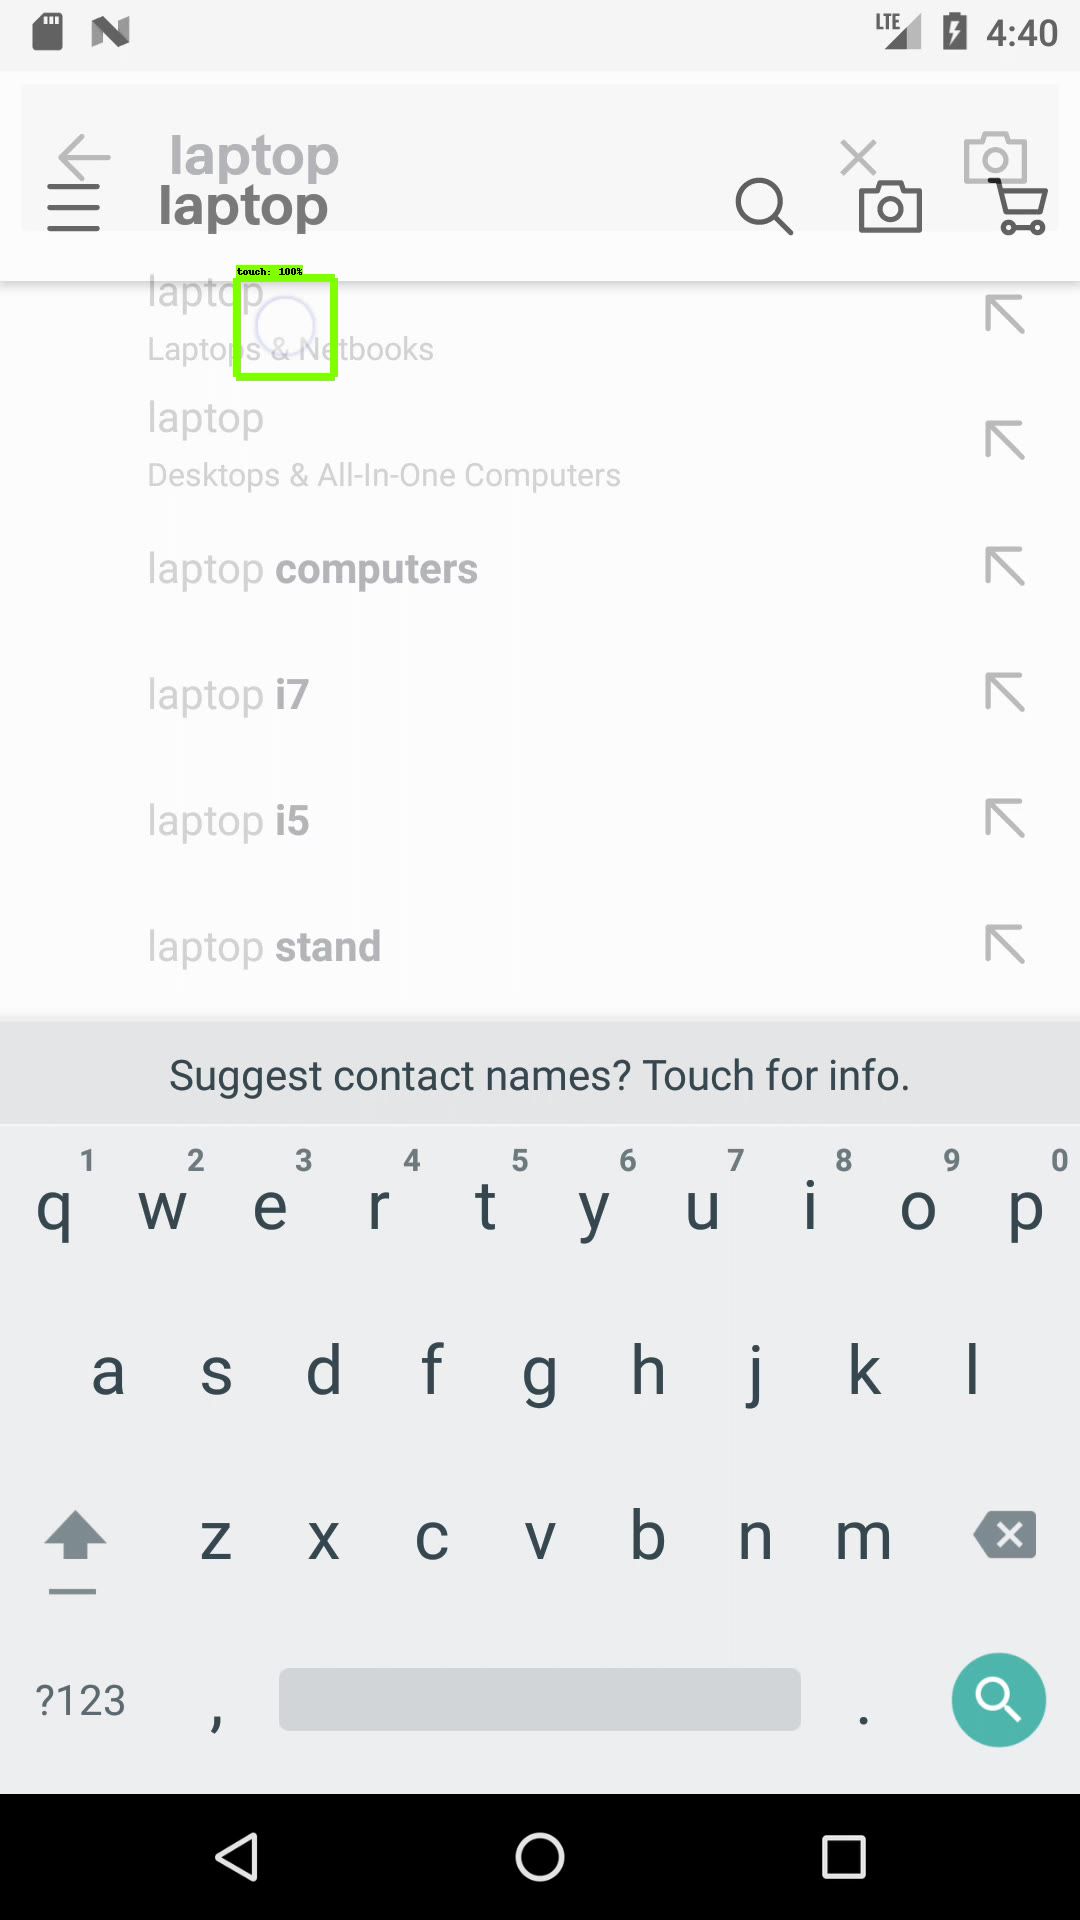 LTE 4:40
laptop
laptop
touch: 100%
laptop
Laptops & Netbooks
laptop
Desktops & All-In-One Computers
laptop computers
laptop i7
laptop i5
laptop stand
Suggest contact names? Touch for info.
1 2 3 4 5 6 7 8 9 0
q w e r t y u i o p
a s d f g h j k l
z x c v b n m
?123 , .